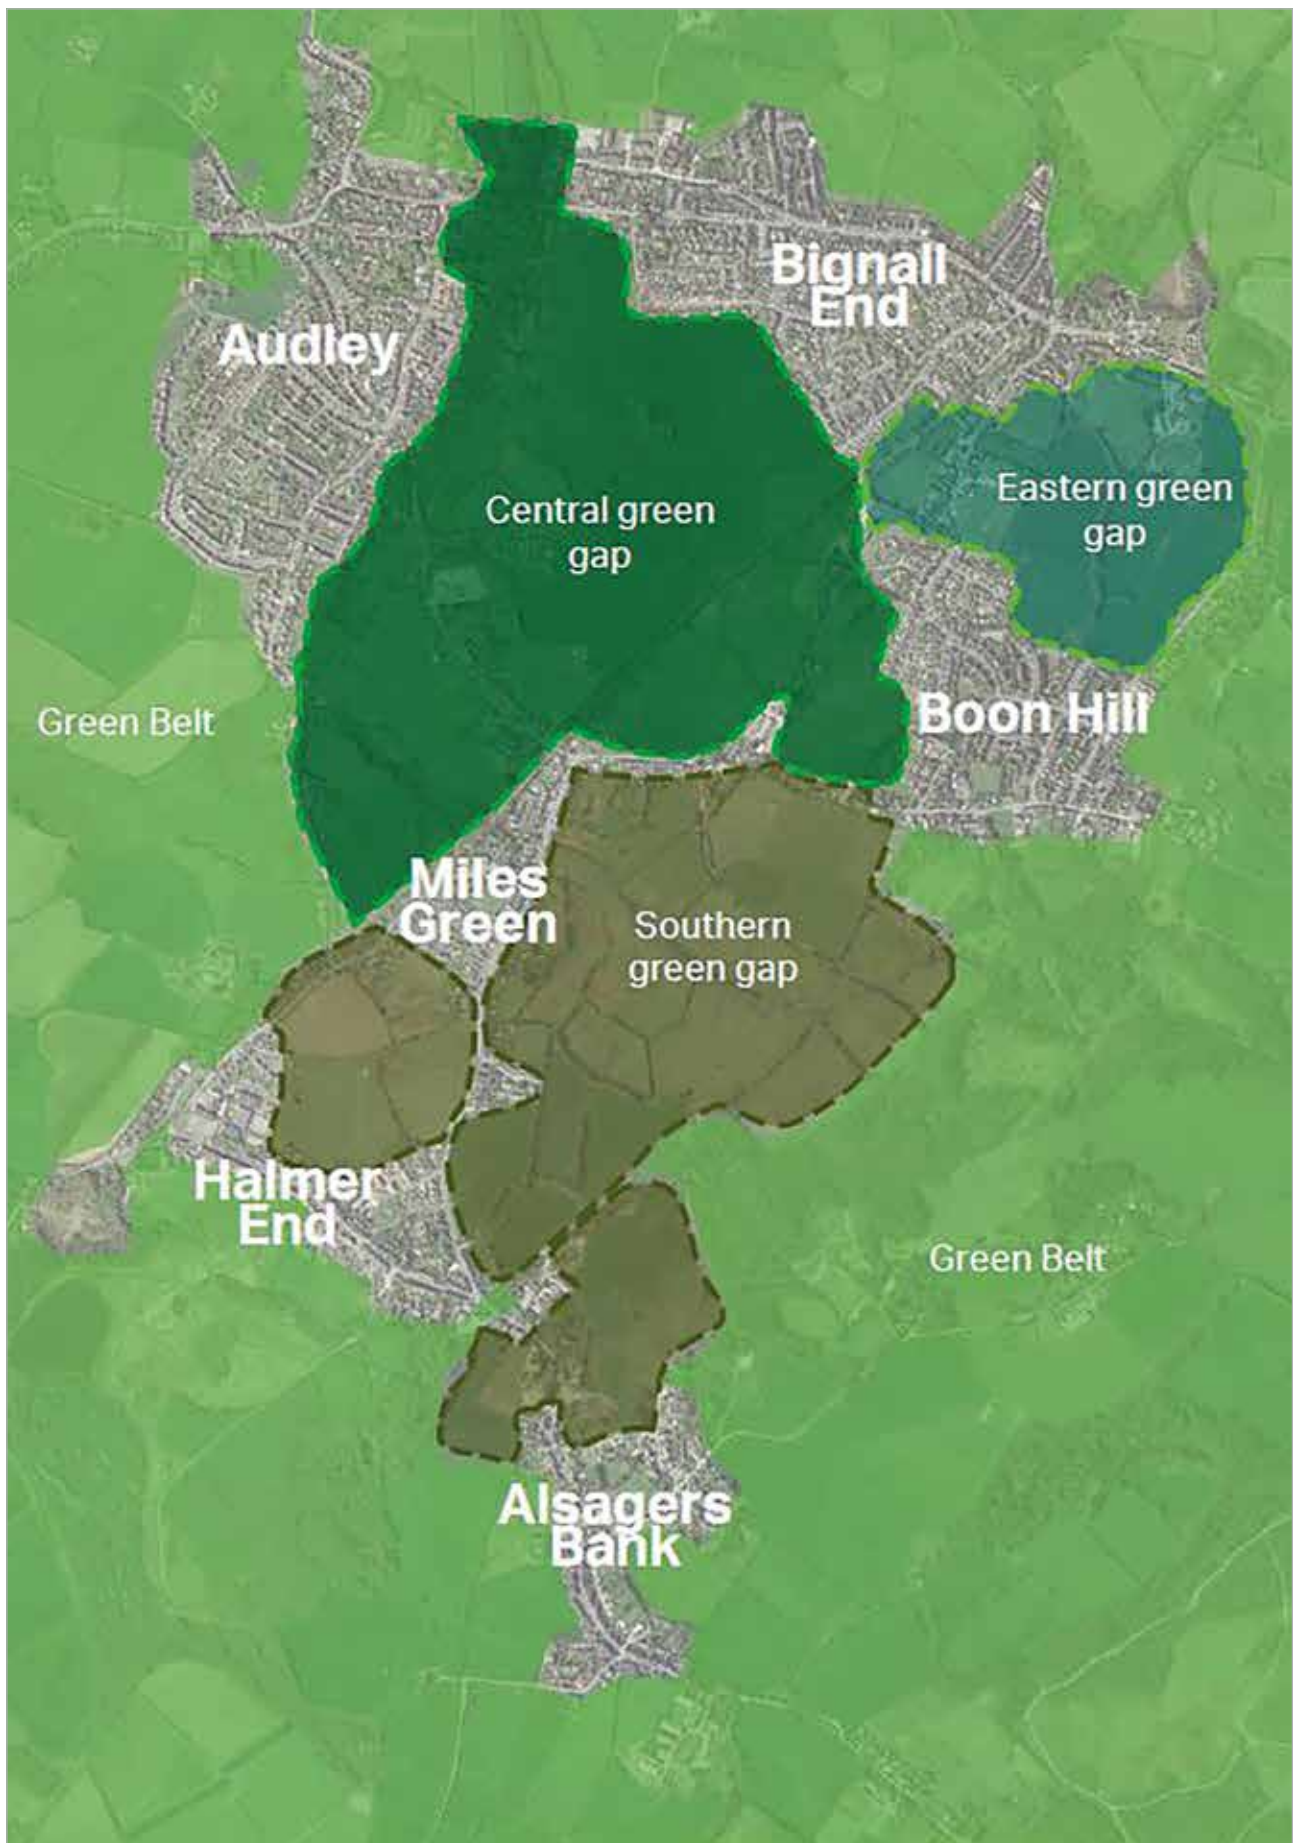 Bignall
End
Audley
Central green
gap
Eastern green
gap
Green Belt
Boon Hill
Miles
Green
Southern
green gap
Halmer
End
Green Belt
Alsagers
Bank